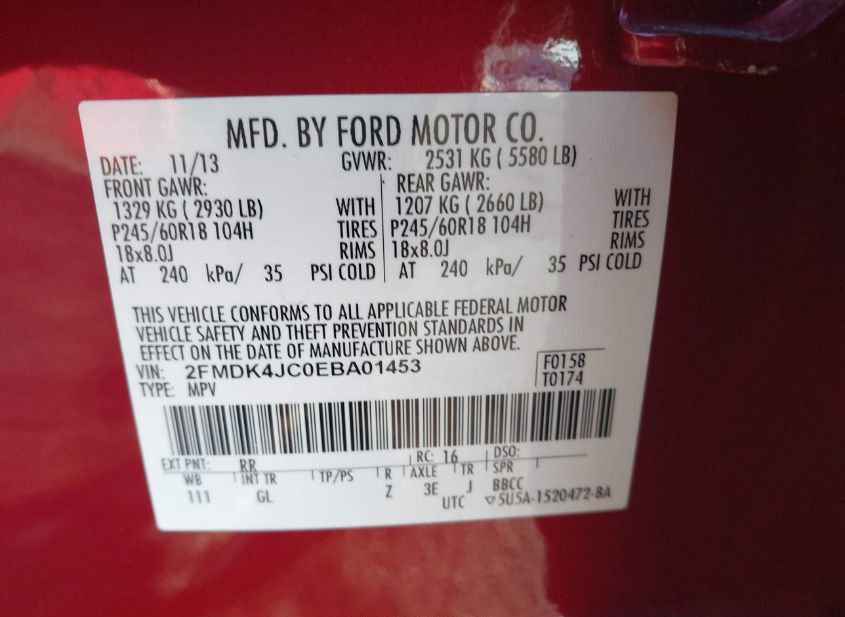 MFD. BY FORD MOTOR CO.
DATE: 11/13 GVWR: 2531 KG ( 5580 LB)
FRONT GAWR: REAR GAWR:
1329 KG ( 2930 LB) WITH 1207 KG ( 2660 LB) WITH
P245/60R18 104H TIRES P245/60R18 104H TIRES
18x8.0J RIMS 18x8.0J RIMS
AT 240 kPa/ 35 PSI COLD AT 240 kPa/ 35 PSI COLD
THIS VEHICLE CONFORMS TO ALL APPLICABLE FEDERAL MOTOR
VEHICLE SAFETY AND THEFT PREVENTION STANDARDS IN
EFFECT ON THE DATE OF MANUFACTURE SHOWN ABOVE.
VIN: 2FMDK4JC0EBA01453 F0158
TYPE: MPV T0174
EXT PNT: RR RC: 16 DSO:
WB INT TR TP/PS R AXLE TR SPR
111 GL Z 3E J BBCC
UTC ▽5U5A-1520472-BA